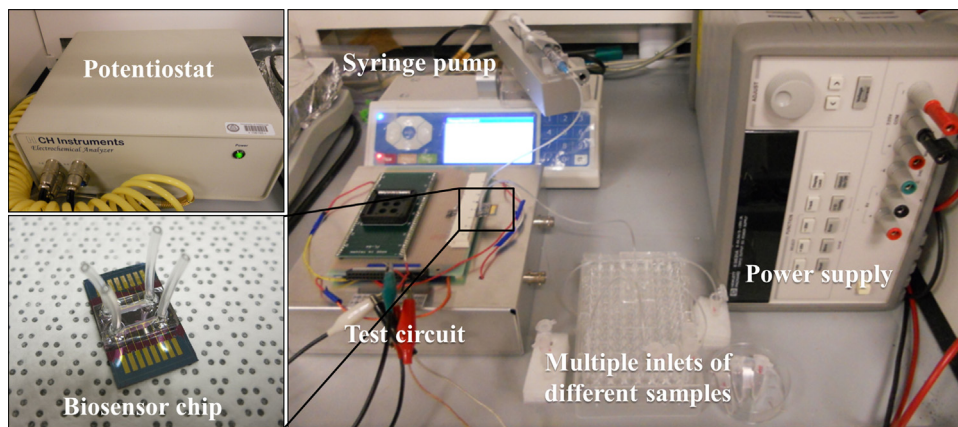 Potentiostat
CH Instruments
Electrochemical Analyzer
Power
Syringe pump
ADJUST
Power supply
Test circuit
Multiple inlets of
different samples
Biosensor chip